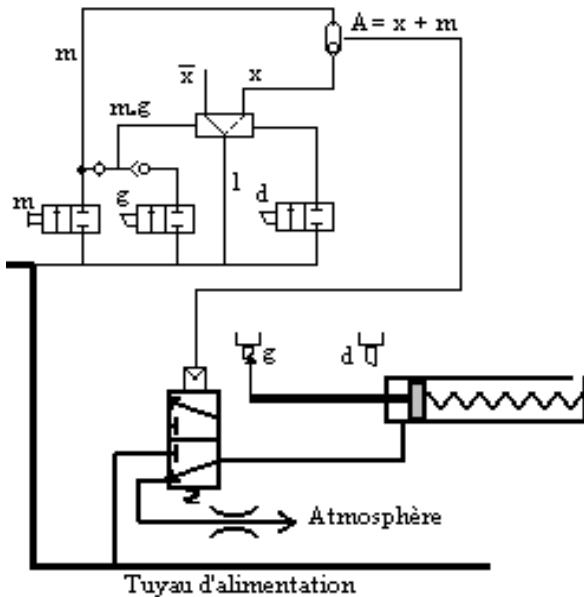 A = x + m
m
x̅
x
m.g
l
m
g
d
g
d
Atmosphère
Tuyau d'alimentation